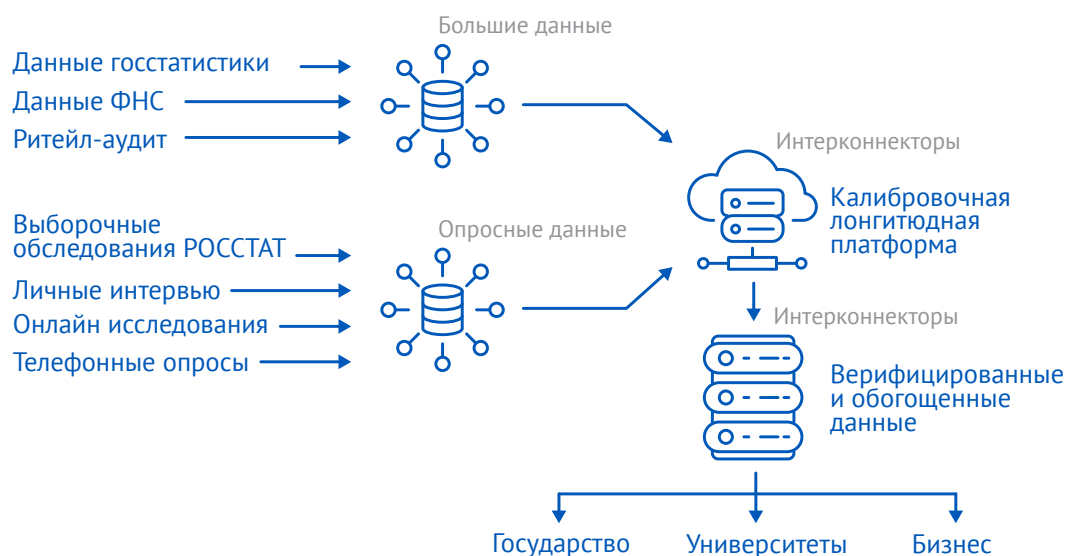 Большие данные
Данные госстатистики
Данные ФНС
Ритейл-аудит
Интерконнекторы
Калибровочная
лонгитюдная
платформа
Выборочные
обследования РОССТАТ
Личные интервью
Онлайн исследования
Телефонные опросы
Опросные данные
Интерконнекторы
Верифицированные
и обогощенные
данные
Государство
Университеты
Бизнес